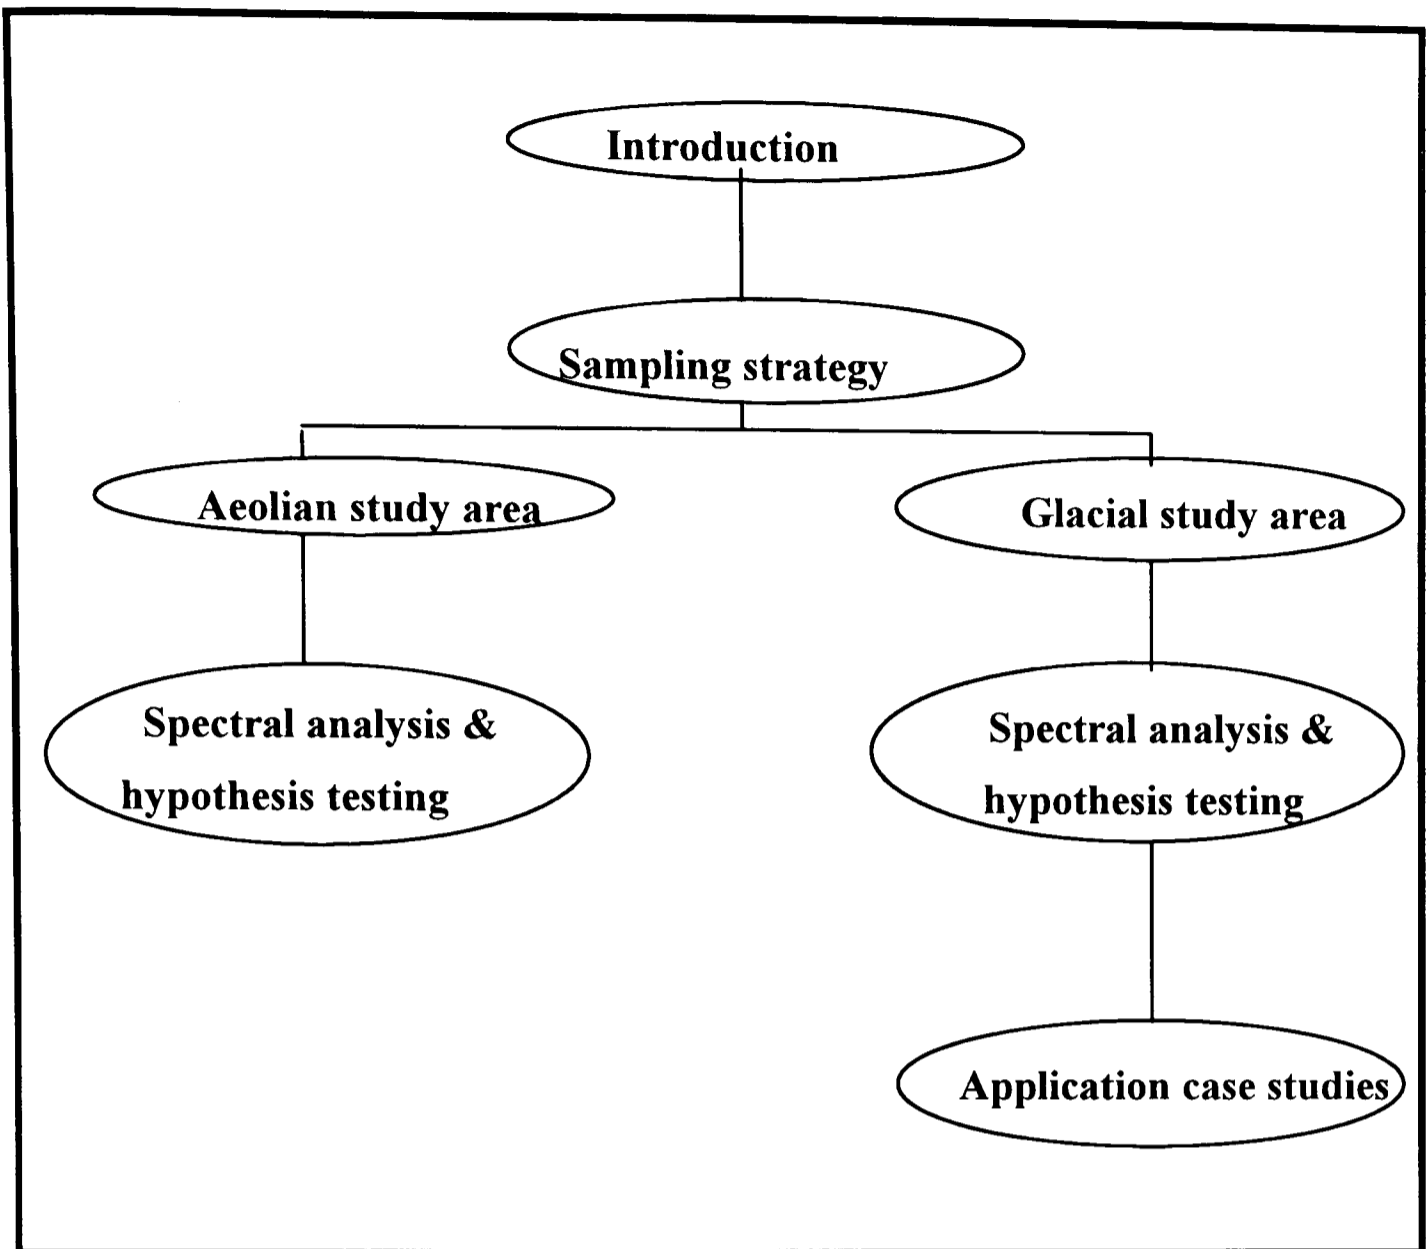 Introduction
Sampling strategy
Aeolian study area
Glacial study area
Spectral analysis &
hypothesis testing
Spectral analysis &
hypothesis testing
Application case studies